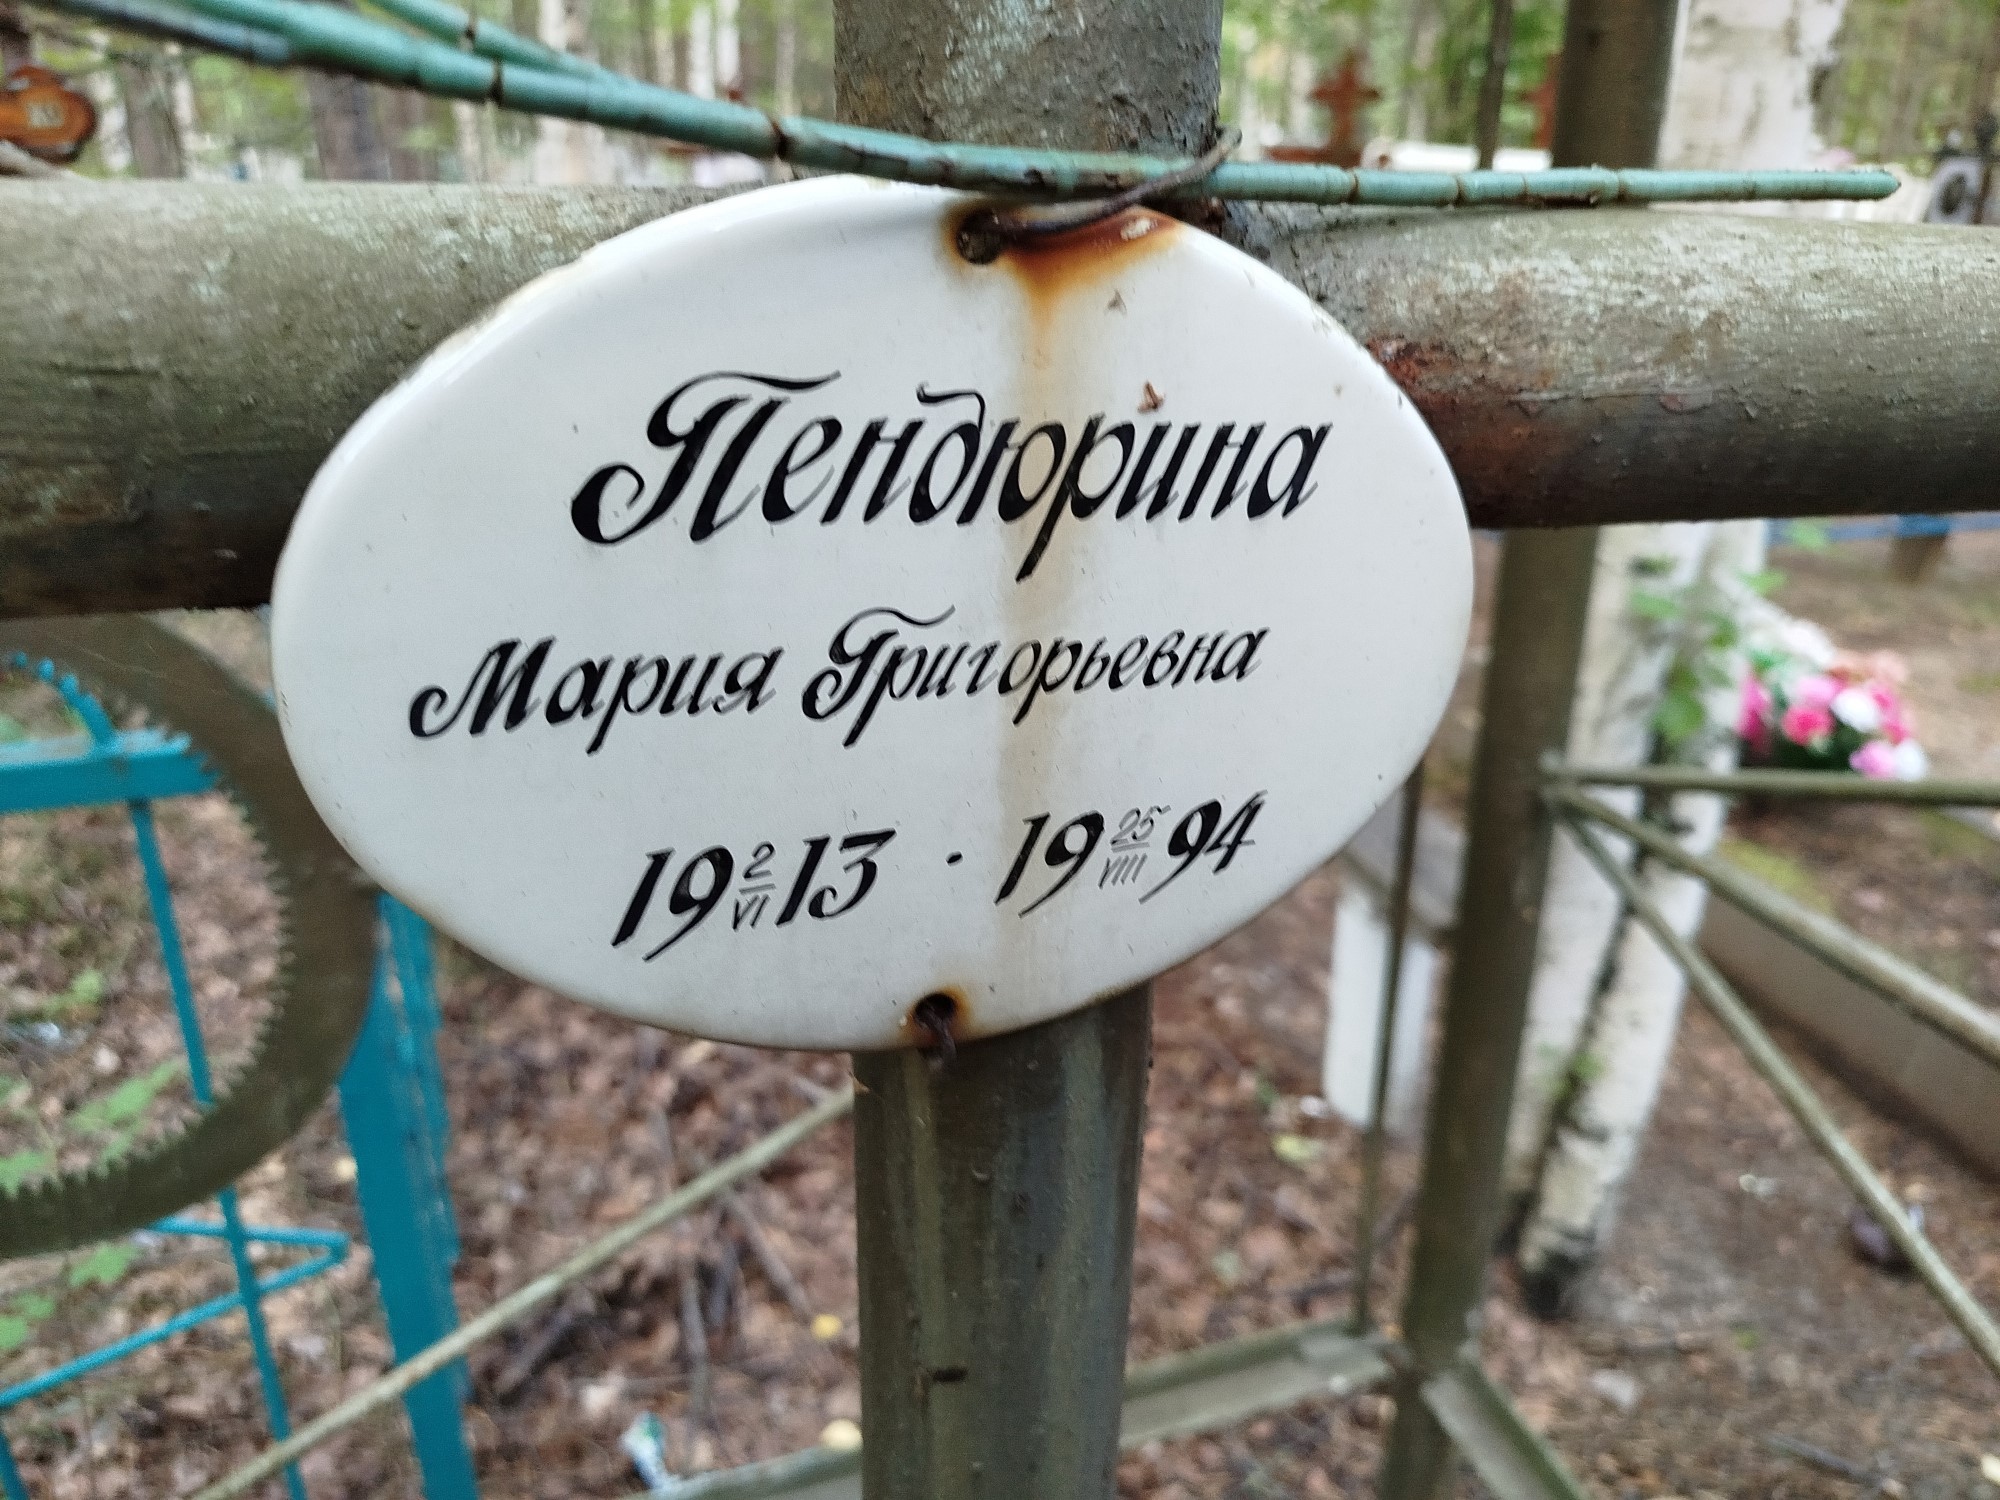 Пендюрина
Мария Григорьевна
19 2/VI 13 · 19 25/VIII 94